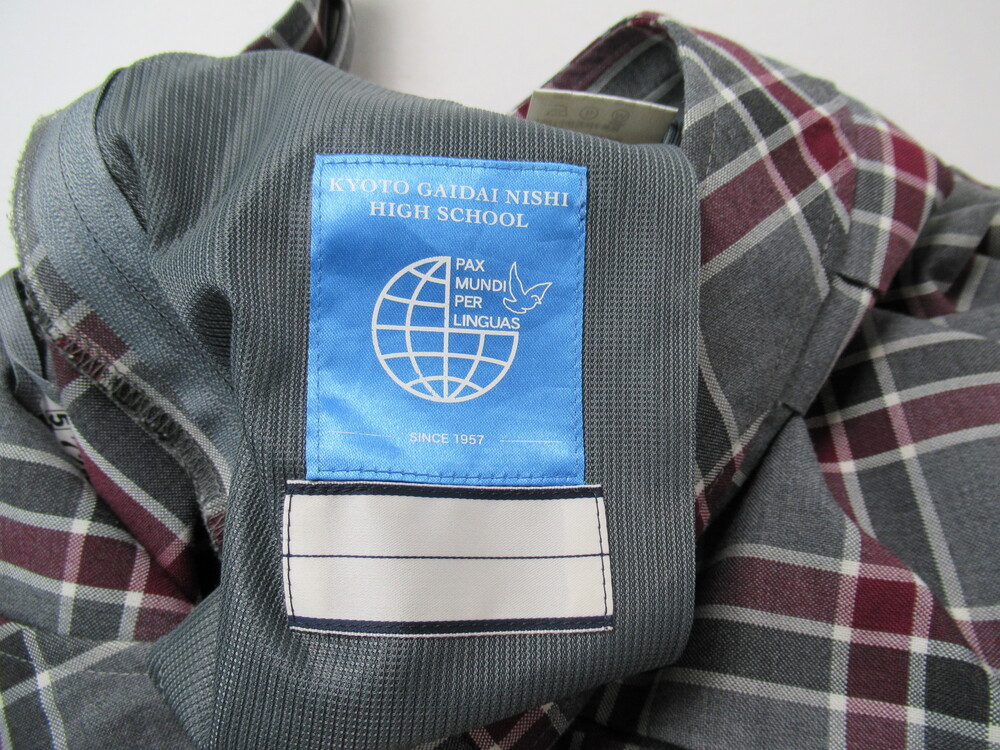 KYOTO GAIDAI NISHI
HIGH SCHOOL
PAX
MUNDI
PER
LINGUAS
SINCE 1957